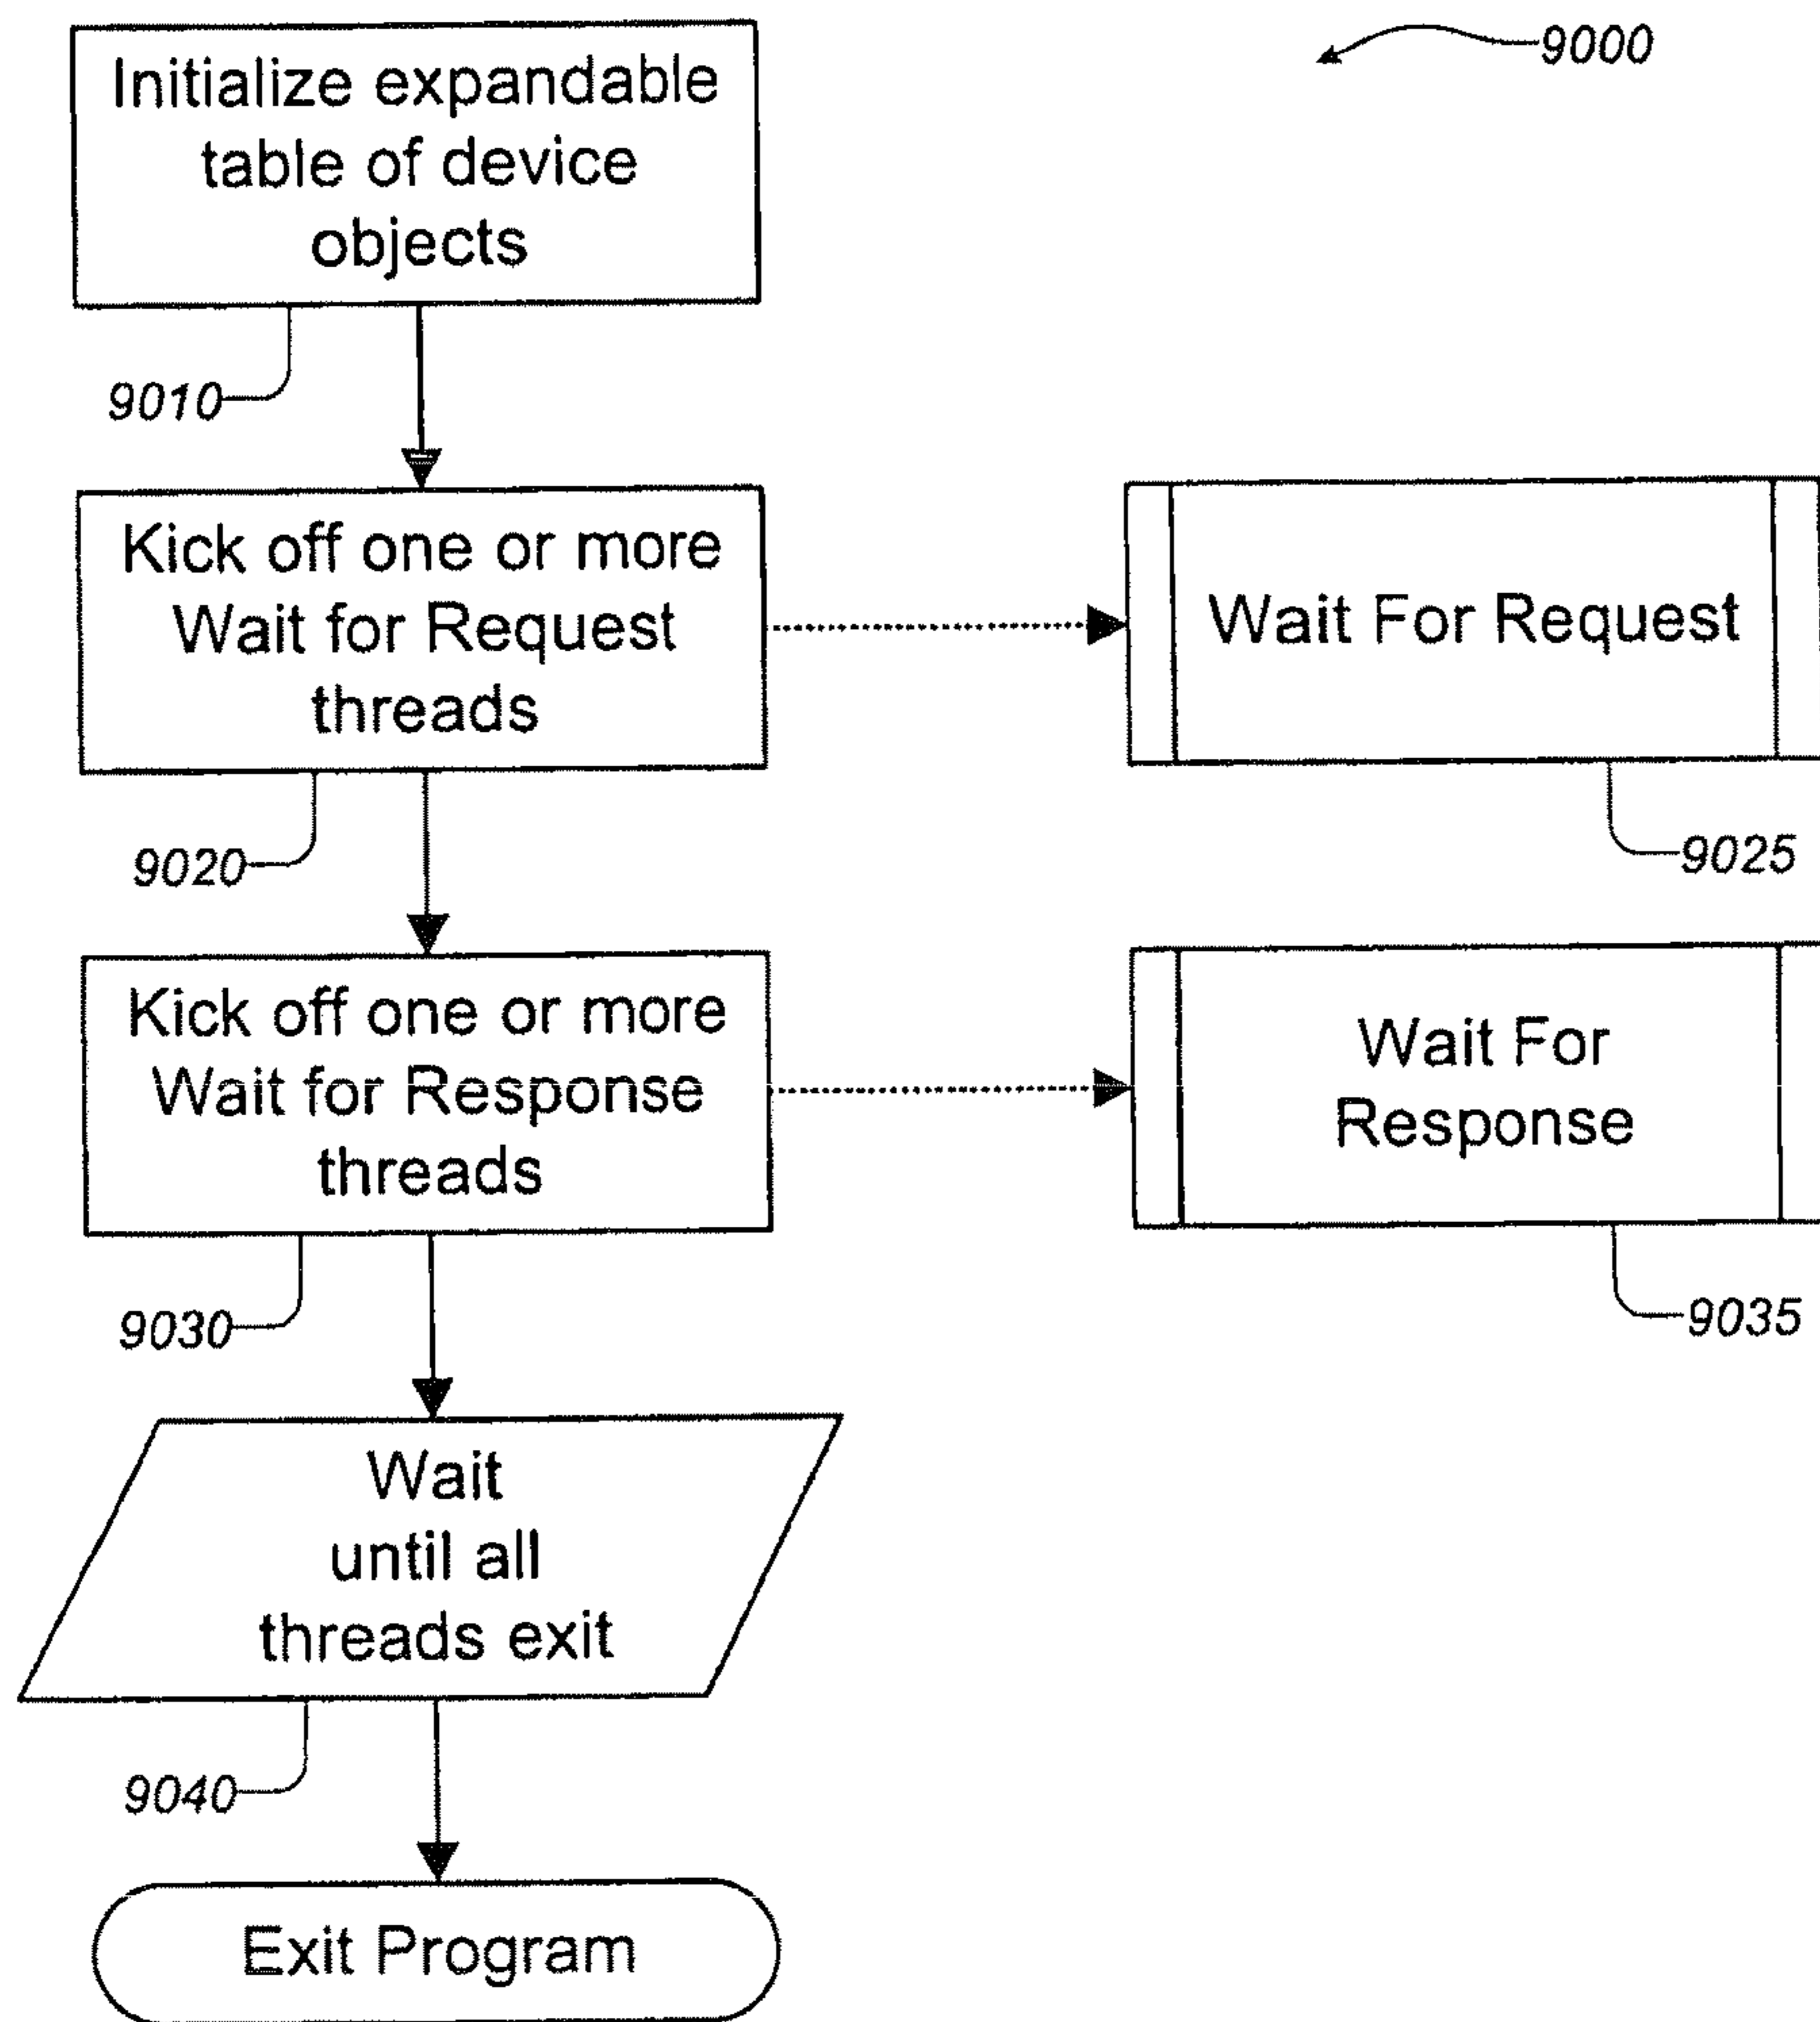 Initialize expandable
table of device
objects
9000
9010
Kick off one or more
Wait for Request
threads
Wait For Request
9020
9025
Kick off one or more
Wait for Response
threads
Wait For
Response
9030
9035
Wait
until all
threads exit
9040
Exit Program